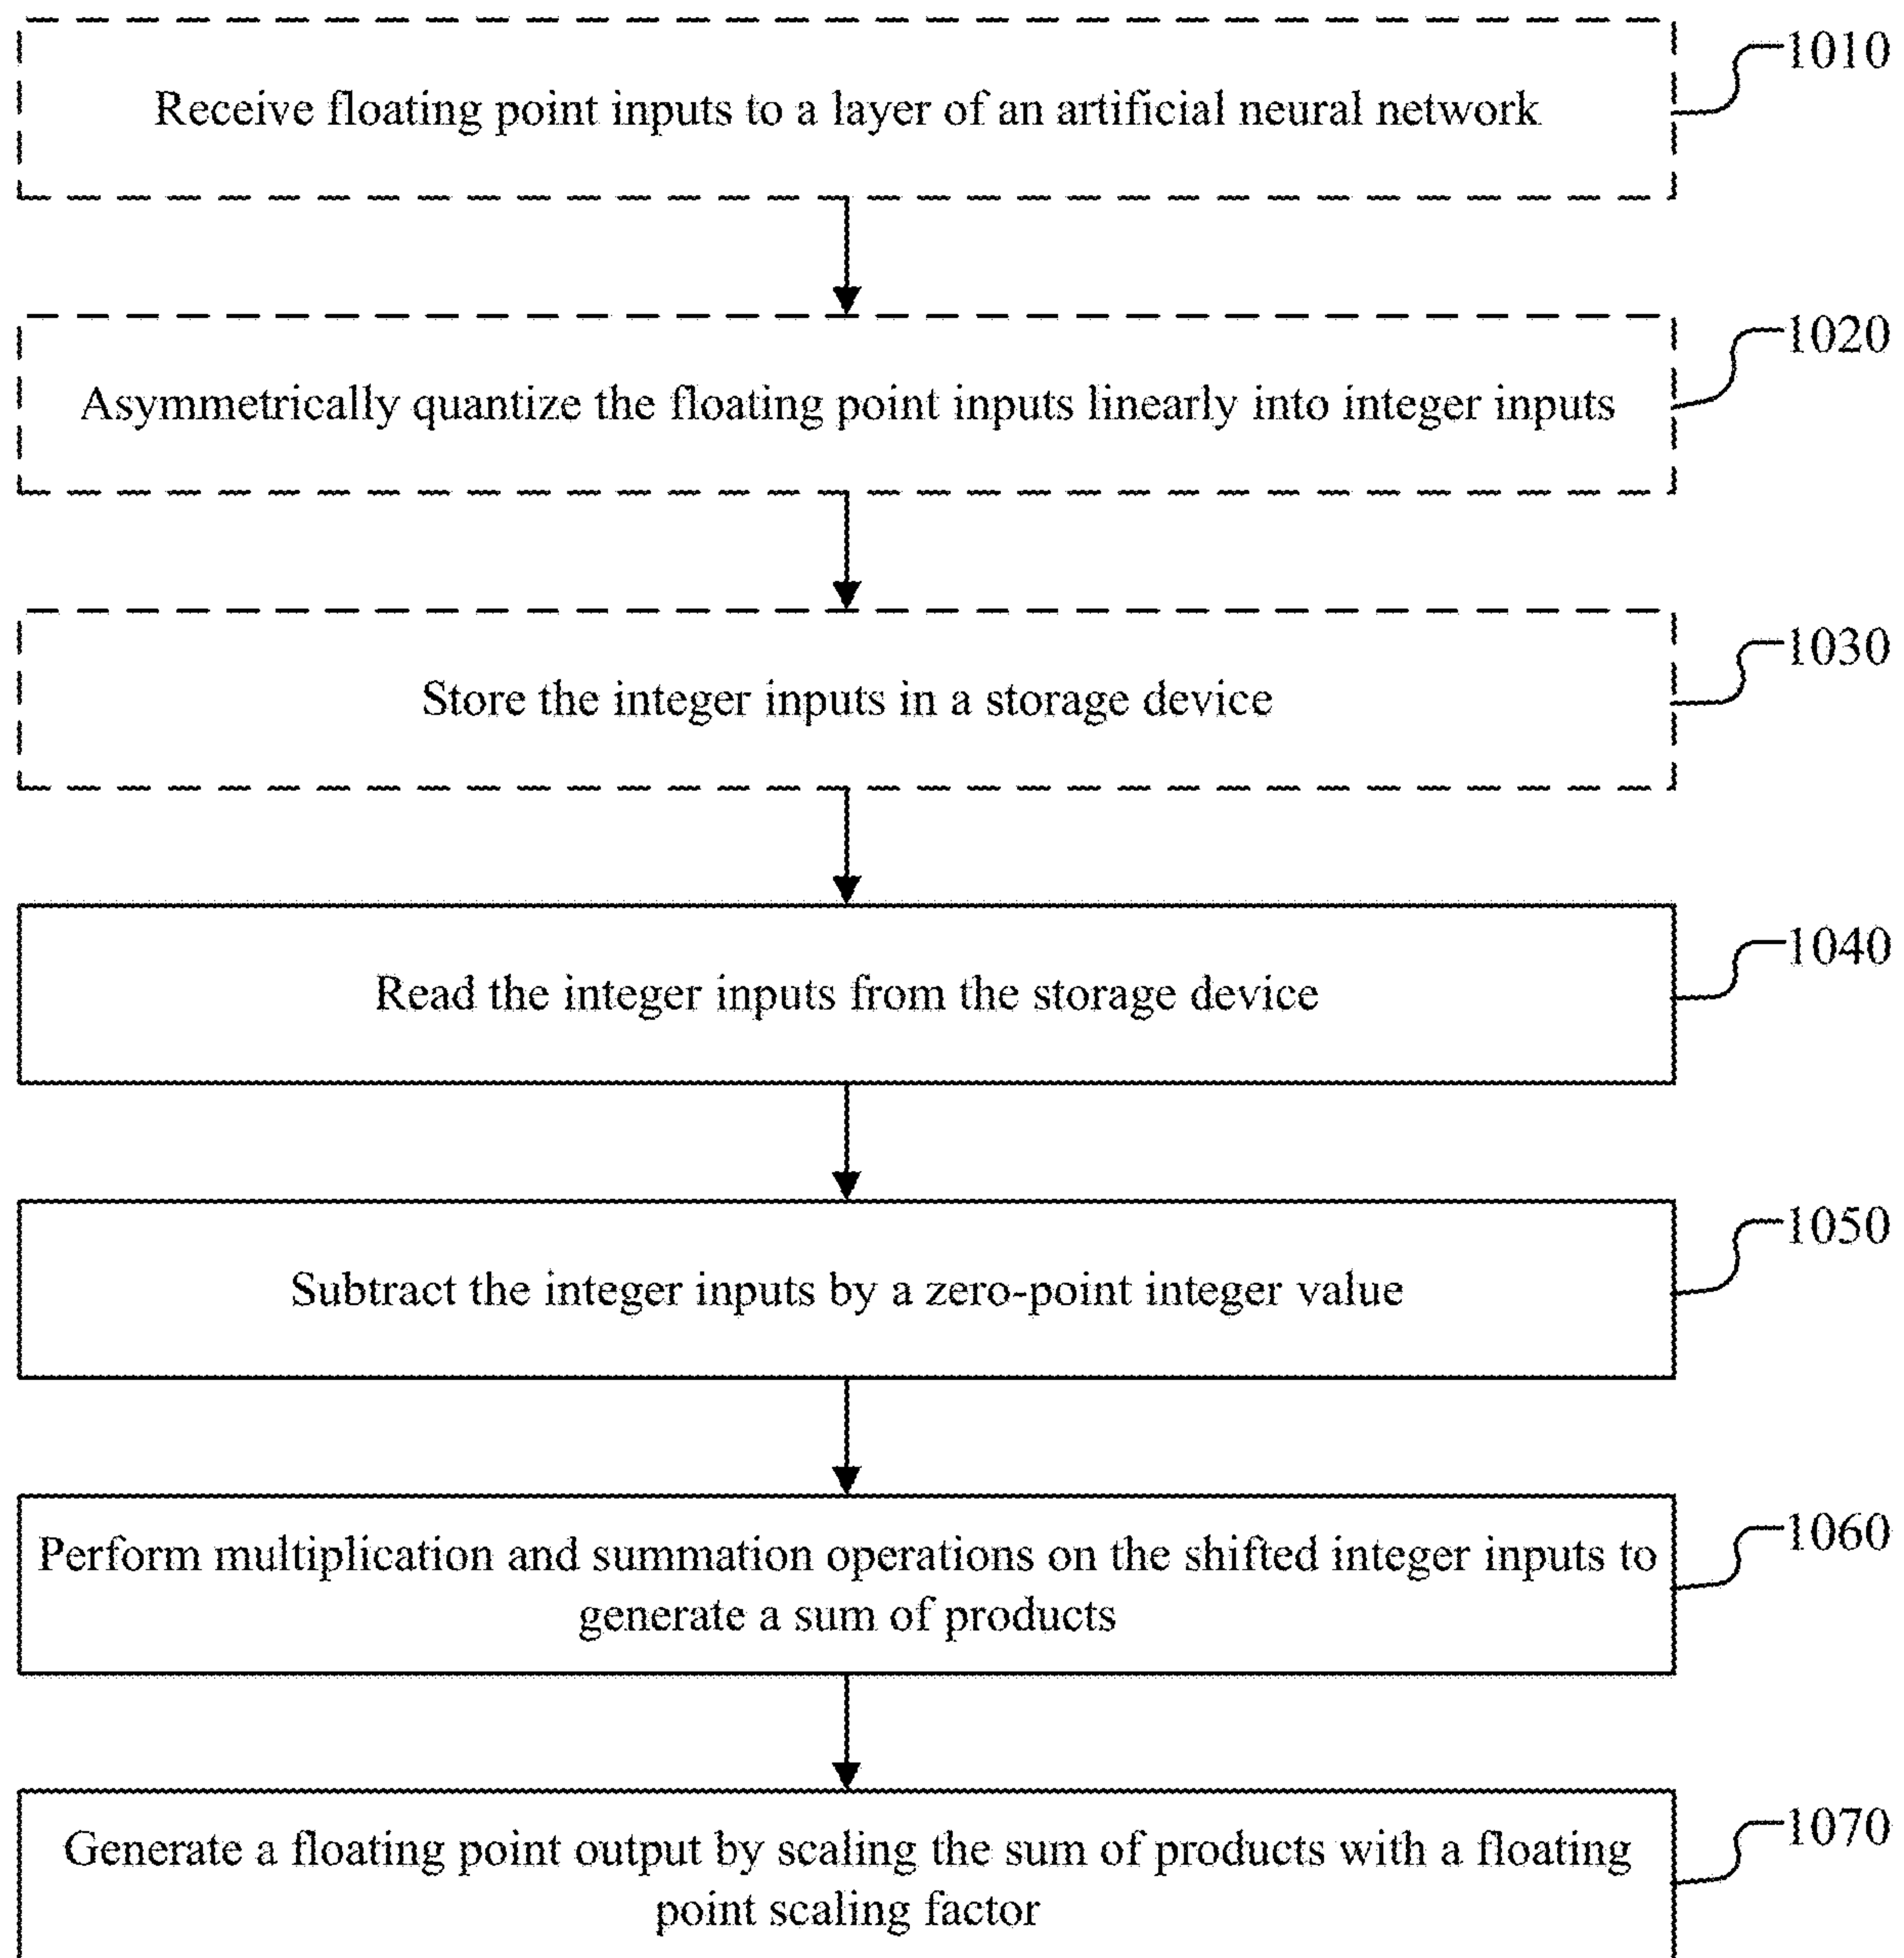 1010
Receive floating point inputs to a layer of an artificial neural network
1020
Asymmetrically quantize the floating point inputs linearly into integer inputs
1030
Store the integer inputs in a storage device
1040
Read the integer inputs from the storage device
1050
Subtract the integer inputs by a zero-point integer value
1060
Perform multiplication and summation operations on the shifted integer inputs to
generate a sum of products
1070
Generate a floating point output by scaling the sum of products with a floating
point scaling factor